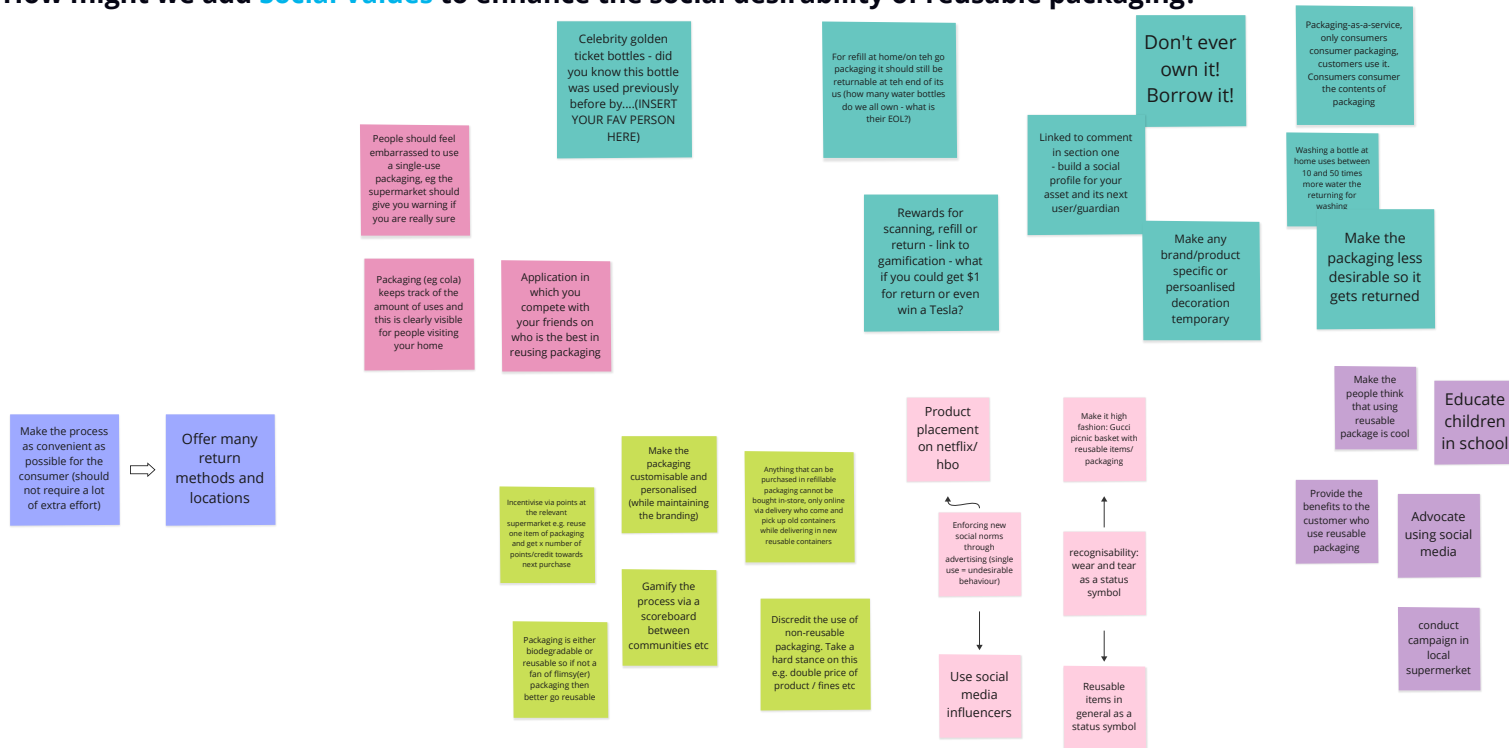 How might we add Social values to enhance the social desirability of reusable packaging?
Celebrity golden
ticket bottles - did
you know this bottle
was used previously
before by....(INSERT
YOUR FAV PERSON
HERE)
For refill at home/on teh go
packaging it should still be
returnable at teh end of its
us (how many water bottles
do we all own - what is
their EOL?)
Don't ever
own it!
Borrow it!
Packaging-as-a-service,
only consumers
consumer packaging,
customers use it.
Consumers consumer
the contents of
packaging
People should feel
embarrassed to use
a single-use
packaging, eg the
supermarket should
give you warning if
you are really sure
Linked to comment
in section one
- build a social
profile for your
asset and its next
user/guardian
Washing a bottle at
home uses between
10 and 50 times
more water the
returning for
washing
Rewards for
scanning, refill or
return - link to
gamification - what
if you could get $1
for return or even
win a Tesla?
Make any
brand/product
specific or
persoanlised
decoration
temporary
Make the
packaging less
desirable so it
gets returned
Packaging (eg cola)
keeps track of the
amount of uses and
this is clearly visible
for people visiting
your home
Application in
which you
compete with
your friends on
who is the best in
reusing packaging
Make the process
as convenient as
possible for the
consumer (should
not require a lot
of extra effort)
Offer many
return
methods and
locations
Make the
packaging
customisable and
personalised
(while maintaining
the branding)
Incentivise via points at
the relevant
supermarket e.g. reuse
one item of packaging
and get x number of
points/credit towards
next purchase
Anything that can be
purchased in refillable
packaging cannot be
bought in-store, only online
via delivery who come and
pick up old containers
while delivering in new
reusable containers
Gamify the
process via a
scoreboard
between
communities etc
Packaging is either
biodegradable or
reusable so if not a
fan of flimsy(er)
packaging then
better go reusable
Discredit the use of
non-reusable
packaging. Take a
hard stance on this
e.g. double price of
product / fines etc
Product
placement
on netflix/
hbo
Make it high
fashion: Gucci
picnic basket with
reusable items/
packaging
Enforcing new
social norms
through
advertising (single
use = undesirable
behaviour)
recognisability:
wear and tear
as a status
symbol
Use social
media
influencers
Reusable
items in
general as a
status symbol
Make the
people think
that using
reusable
package is cool
Educate
children
in school
Provide the
benefits to the
customer who
use reusable
packaging
Advocate
using social
media
conduct
campaign in
local
supermarket